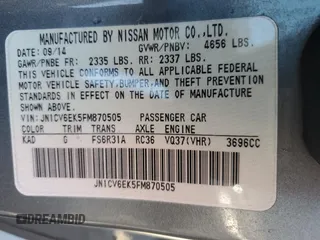 MANUFACTURED BY NISSAN MOTOR CO.,LTD.
DATE: 09/14 GVWR/PNBV: 4656 LBS.
GAWR/PNBE FR: 2335 LBS. RR: 2337 LBS.
THIS VEHICLE CONFORMS TO ALL APPLICABLE
FEDERAL MOTOR
VEHICLE SAFETY,BUMPER,AND THEFT PREVENTION
STANDARDS IN EFFECT ON THE DATE OF
MANUFACTURE SHOWN ABOVE.
VIN: JN1CV6EK5FM870505 PASSENGER CAR
COLOR TRIM TRANS AXLE ENGINE
KAD G FS6R31A RC36 VQ37(VHR) 3696CC
JN1CV6EK5FM870505
AUTOBIDMASTER